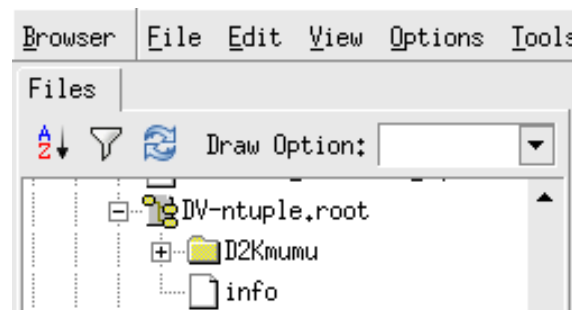 Browser File Edit View Options Tools
Files
Draw Option:
DV-ntuple.root
D2Kmumu
info